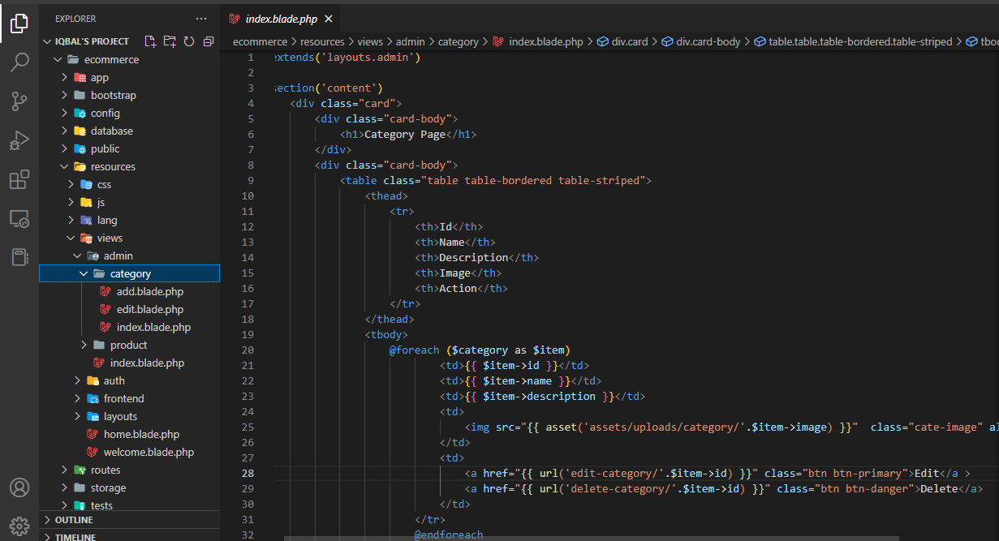 EXPLORER
IQBAL'S PROJECT
ecommerce
app
bootstrap
config
database
public
resources
css
js
lang
views
admin
category
add.blade.php
edit.blade.php
index.blade.php
product
index.blade.php
auth
frontend
layouts
home.blade.php
welcome.blade.php
routes
storage
tests
OUTLINE
TIMELINE
index.blade.php
ecommerce > resources > views > admin > category > index.blade.php > div.card > div.card-body > table.table.table-bordered.table-striped > tbo
1 extends('layouts.admin')
2
3 section('content')
4 <div class="card">
5 <div class="card-body">
6 <h1>Category Page</h1>
7 </div>
8 <div class="card-body">
9 <table class="table table-bordered table-striped">
10 <thead>
11 <tr>
12 <th>Id</th>
13 <th>Name</th>
14 <th>Description</th>
15 <th>Image</th>
16 <th>Action</th>
17 </tr>
18 </thead>
19 <tbody>
20 @foreach ($category as $item)
21 <td>{{ $item->id }}</td>
22 <td>{{ $item->name }}</td>
23 <td>{{ $item->description }}</td>
24 <td>
25 <img src="{{ asset('assets/uploads/category/'.$item->image) }}" class="cate-image" al
26 </td>
27 <td>
28 <a href="{{ url('edit-category/'.$item->id) }}" class="btn btn-primary">Edit</a >
29 <a href="{{ url('delete-category/'.$item->id) }}" class="btn btn-danger">Delete</a>
30 </td>
31 </tr>
32 @endforeach